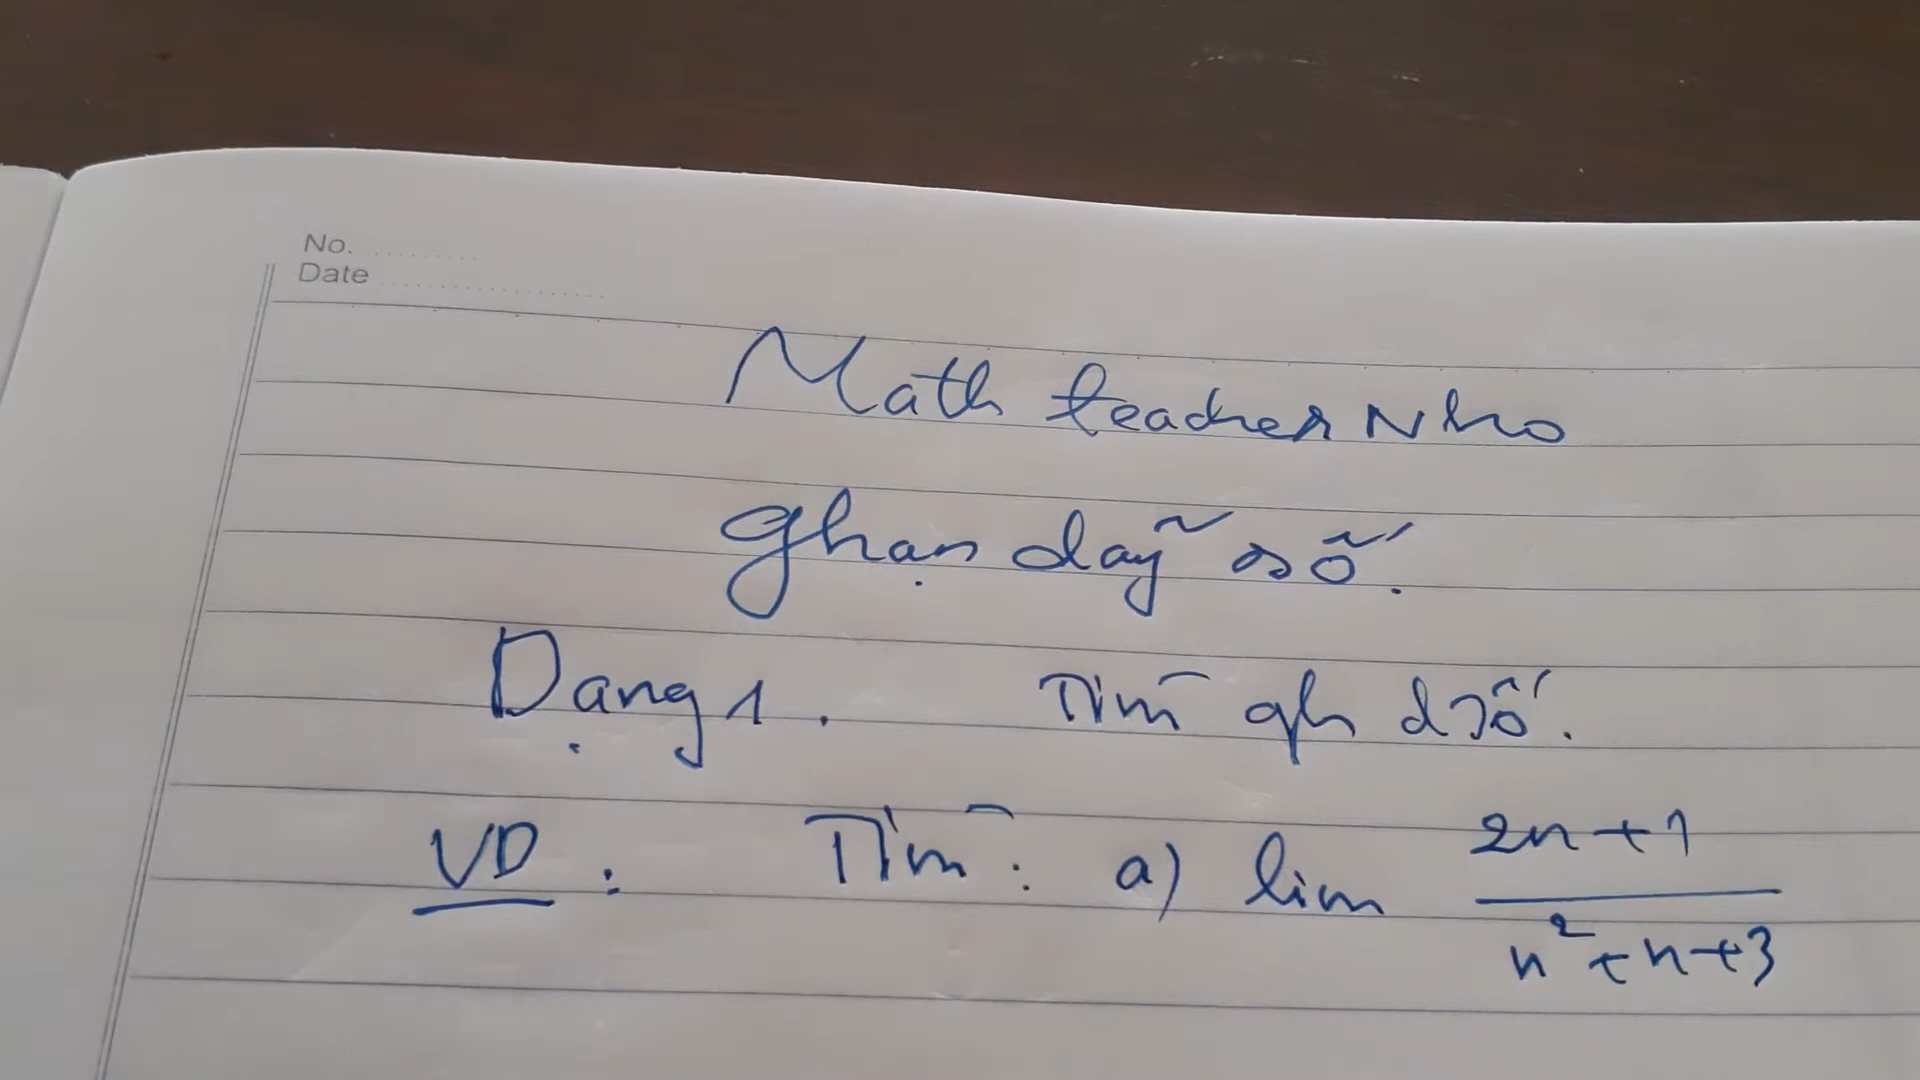 No. ........
Date ..................
Math teacher Nho
ghạn dãy số.
Dạng 1. Tìm gh dsố.
VD: Tìm: a) lim (2n+1)/(n²+n+3)